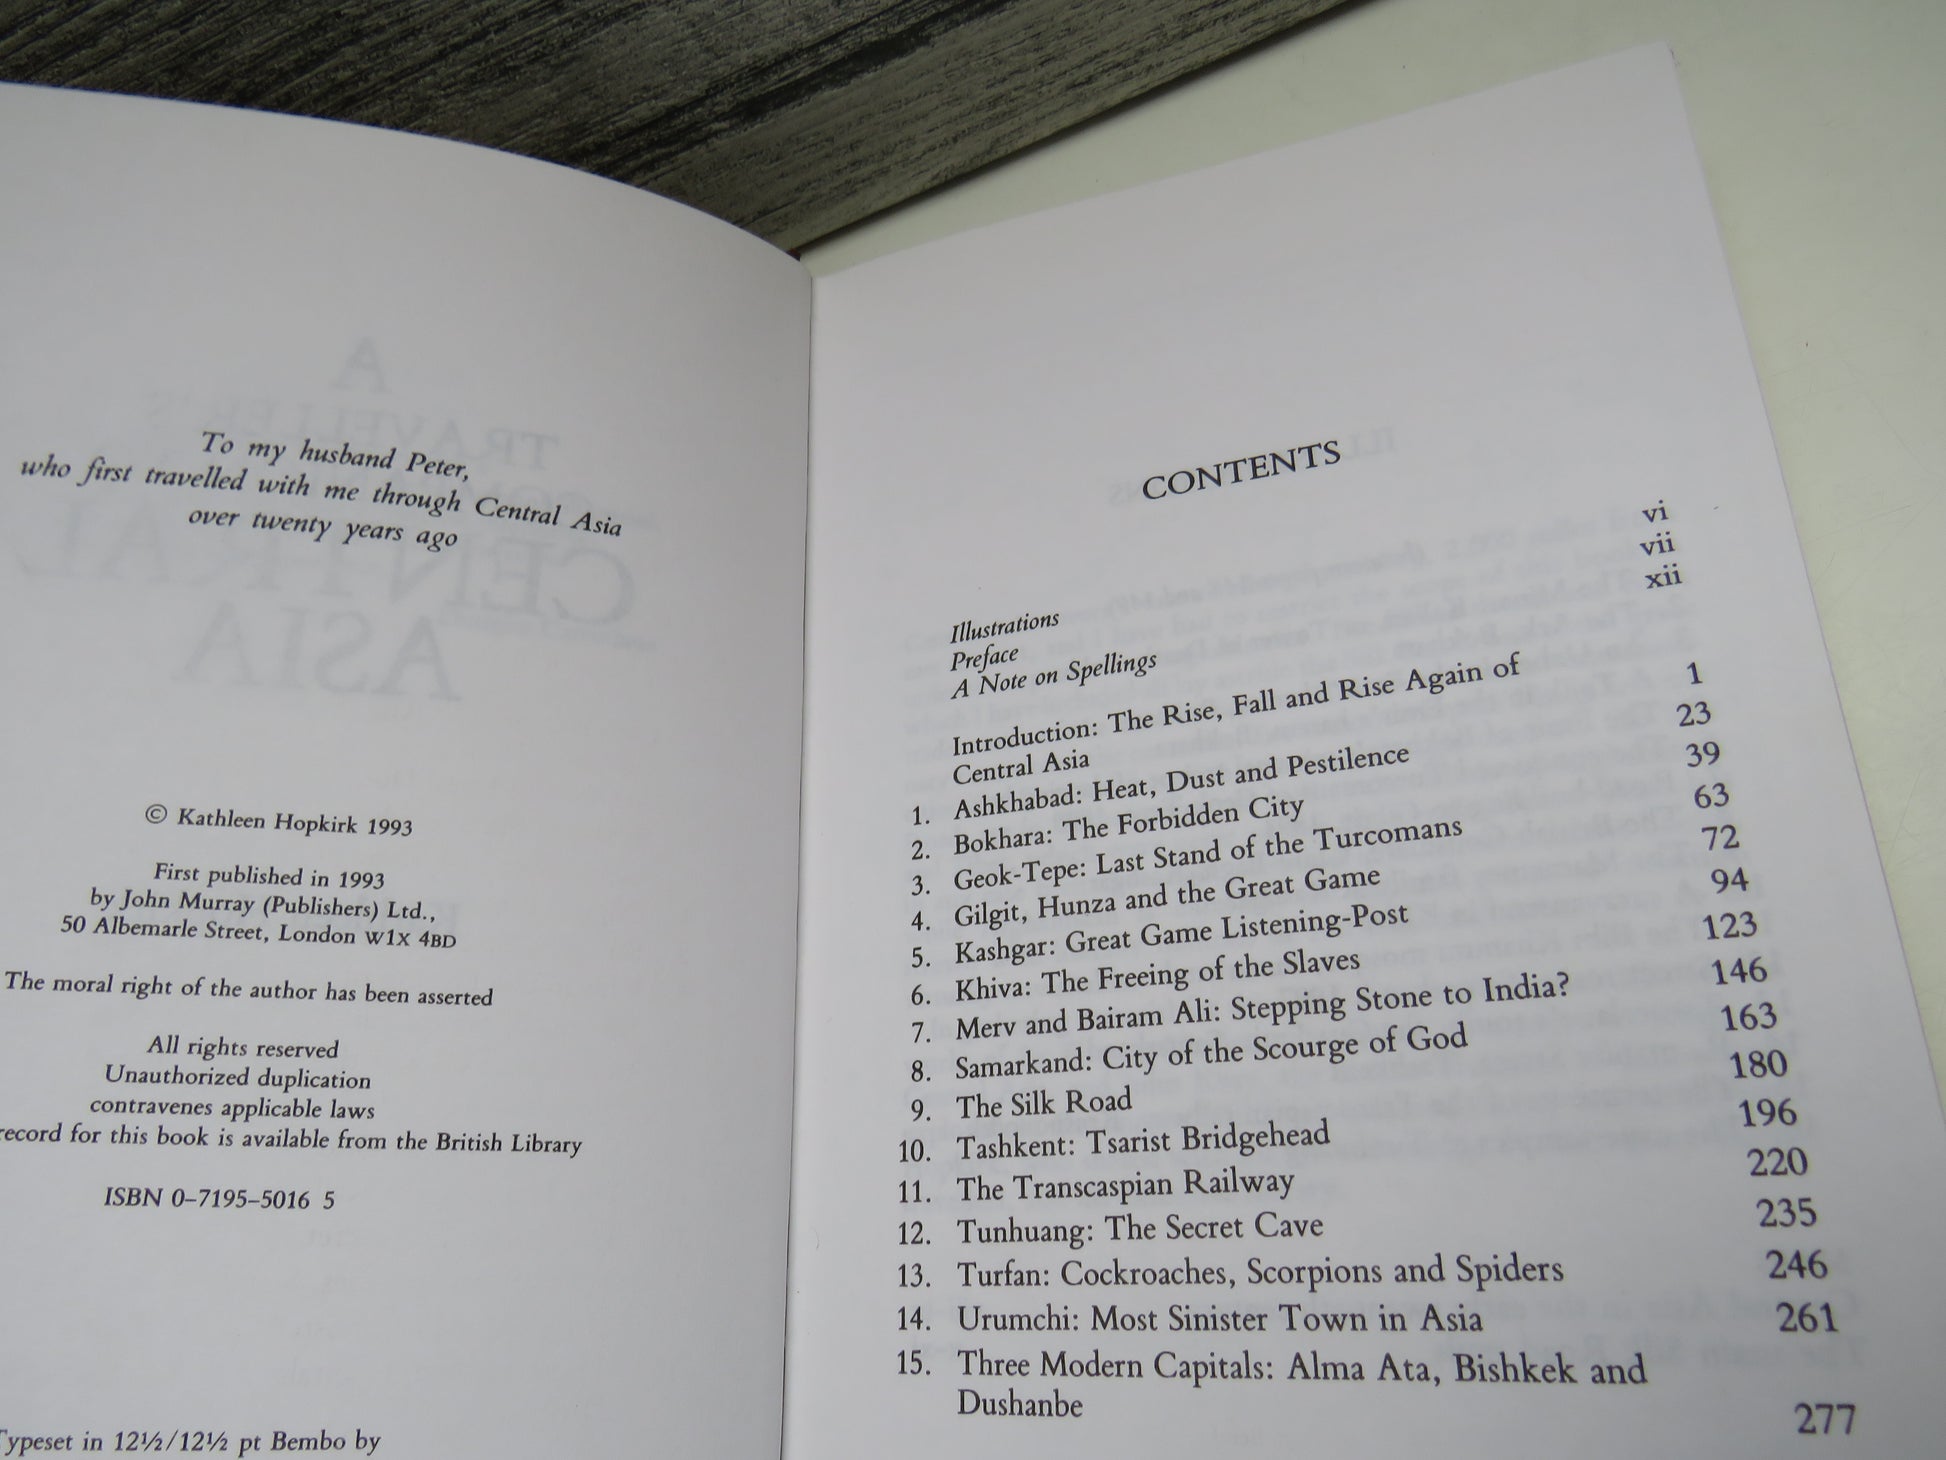 To my husband Peter,
who first travelled with me through Central Asia
over twenty years ago
© Kathleen Hopkirk 1993
First published in 1993
by John Murray (Publishers) Ltd.,
50 Albemarle Street, London W1X 4BD
The moral right of the author has been asserted
All rights reserved
Unauthorized duplication
contravenes applicable laws
record for this book is available from the British Library
ISBN 0–7195–5016 5
Typeset in 12½/12½ pt Bembo by
CONTENTS
Illustrations vi
Preface vii
A Note on Spellings xii
Introduction: The Rise, Fall and Rise Again of
Central Asia 1
1. Ashkhabad: Heat, Dust and Pestilence 23
2. Bokhara: The Forbidden City 39
3. Geok-Tepe: Last Stand of the Turcomans 63
4. Gilgit, Hunza and the Great Game 72
5. Kashgar: Great Game Listening-Post 94
6. Khiva: The Freeing of the Slaves 123
7. Merv and Bairam Ali: Stepping Stone to India? 146
8. Samarkand: City of the Scourge of God 163
9. The Silk Road 180
10. Tashkent: Tsarist Bridgehead 196
11. The Transcaspian Railway 220
12. Tunhuang: The Secret Cave 235
13. Turfan: Cockroaches, Scorpions and Spiders 246
14. Urumchi: Most Sinister Town in Asia 261
15. Three Modern Capitals: Alma Ata, Bishkek and
Dushanbe 277